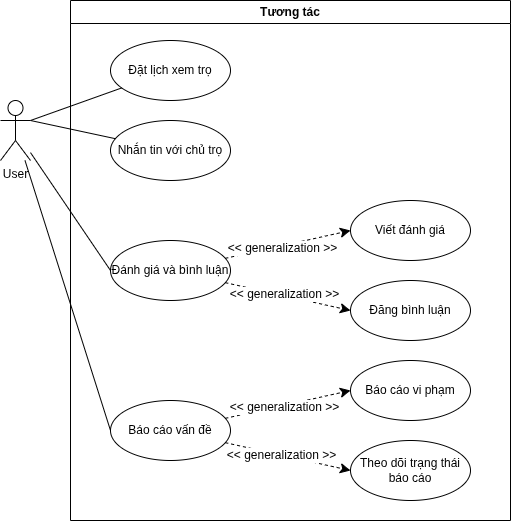 Tương tác
Đặt lịch xem trọ
Nhắn tin với chủ trọ
User
Viết đánh giá
<< generalization >>
Đánh giá và bình luận
<< generalization >>
Đăng bình luận
Báo cáo vi phạm
<< generalization >>
Báo cáo vấn đề
<< generalization >>
Theo dõi trạng thái
báo cáo